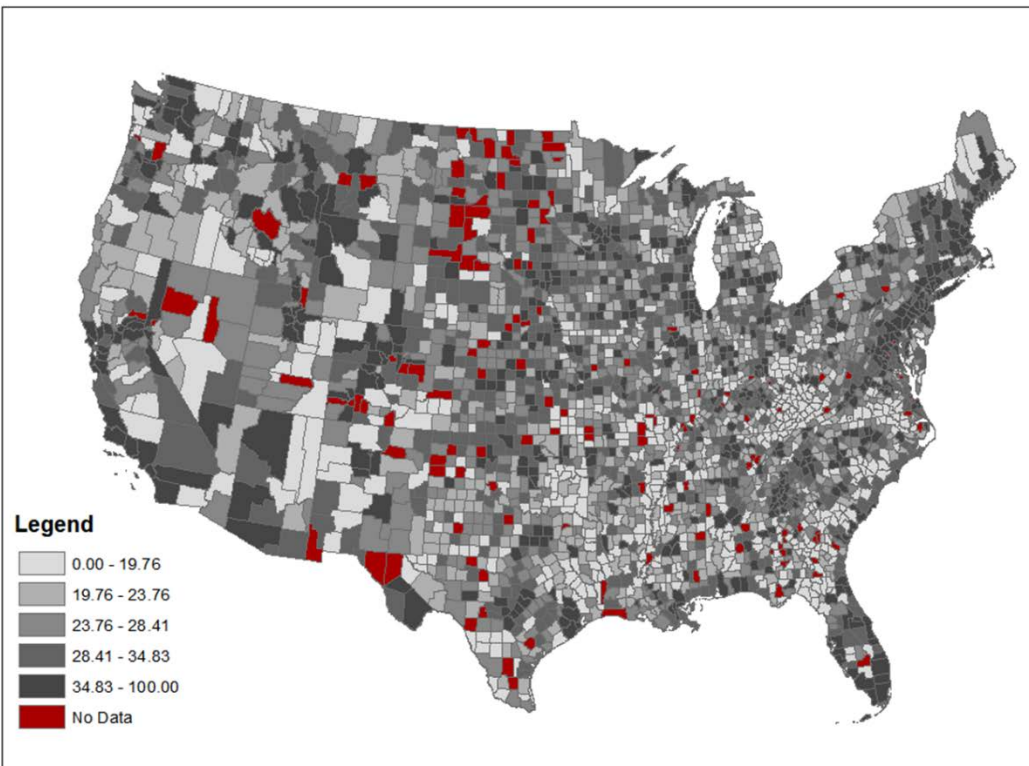 Legend
0.00 - 19.76
19.76 - 23.76
23.76 - 28.41
28.41 - 34.83
34.83 - 100.00
No Data